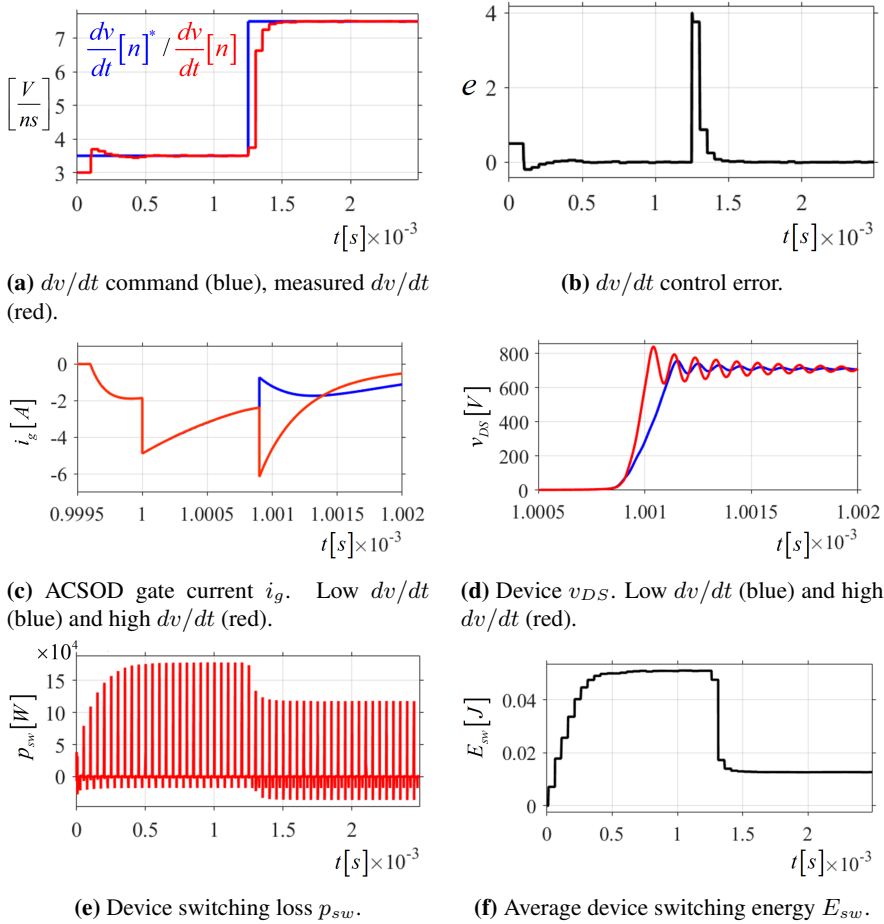 7
6
5
4
3
[V/ns]
dv/dt[n]* / dv/dt[n]
0 0.5 1 1.5 2
t[s]×10⁻³
(a) dv/dt command (blue), measured dv/dt
(red).
4
2
0
e
0 0.5 1 1.5 2
t[s]×10⁻³
(b) dv/dt control error.
0
-2
-4
-6
i_g[A]
0.9995 1 1.0005 1.001 1.0015 1.002
t[s]×10⁻³
(c) ACSOD gate current i_g. Low dv/dt
(blue) and high dv/dt (red).
800
600
400
200
0
v_DS[V]
1.0005 1.001 1.0015 1.002
t[s]×10⁻³
(d) Device v_DS. Low dv/dt (blue) and high
dv/dt (red).
×10⁴
15
10
5
0
p_sw[W]
0 0.5 1 1.5 2
t[s]×10⁻³
(e) Device switching loss p_sw.
0.04
0.02
0
E_sw[J]
0 0.5 1 1.5 2
t[s]×10⁻³
(f) Average device switching energy E_sw.